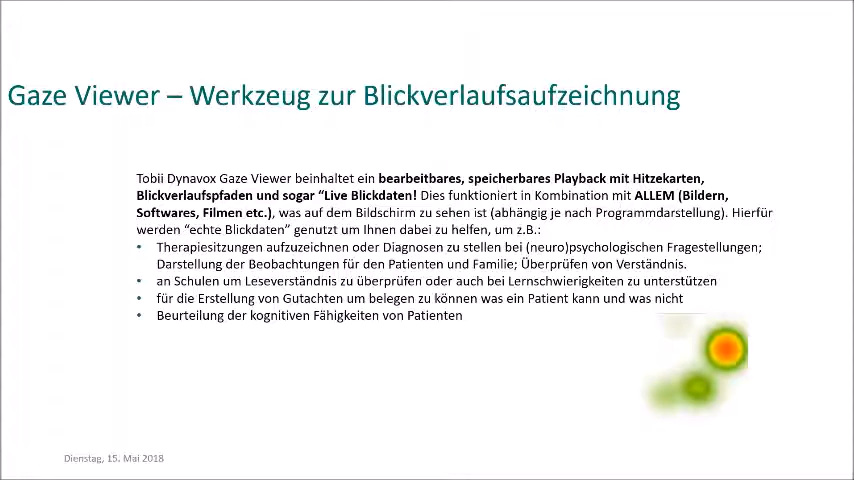 Gaze Viewer – Werkzeug zur Blickverlaufsaufzeichnung
Tobii Dynavox Gaze Viewer beinhaltet ein bearbeitbares, speicherbares Playback mit Hitzekarten,
Blickverlaufspfaden und sogar “Live Blickdaten! Dies funktioniert in Kombination mit ALLEM (Bildern,
Softwares, Filmen etc.), was auf dem Bildschirm zu sehen ist (abhängig je nach Programmdarstellung). Hierfür
werden “echte Blickdaten” genutzt um Ihnen dabei zu helfen, um z.B.:
• Therapiesitzungen aufzuzeichnen oder Diagnosen zu stellen bei (neuro)psychologischen Fragestellungen;
Darstellung der Beobachtungen für den Patienten und Familie; Überprüfen von Verständnis.
• an Schulen um Leseverständnis zu überprüfen oder auch bei Lernschwierigkeiten zu unterstützen
• für die Erstellung von Gutachten um belegen zu können was ein Patient kann und was nicht
• Beurteilung der kognitiven Fähigkeiten von Patienten
Dienstag, 15. Mai 2018